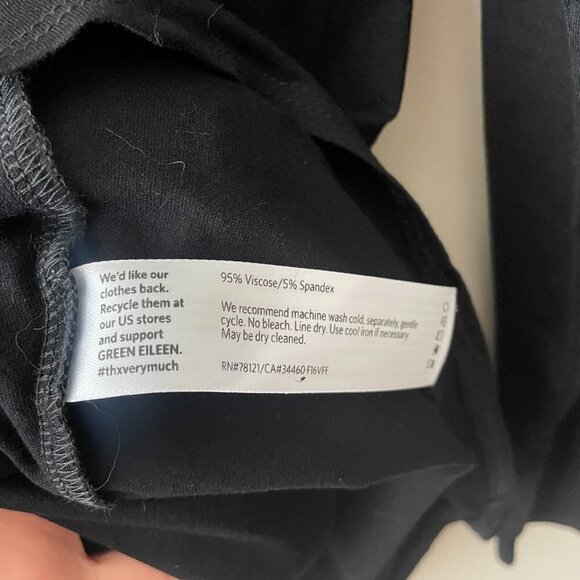 We'd like our
clothes back.
Recycle them at
our US stores
and support
GREEN EILEEN.
#thxverymuch
95% Viscose/5% Spandex
We recommend machine wash cold, separately, gentle
cycle. No bleach. Line dry. Use cool iron if necessary.
May be dry cleaned.
RN#78121/CA#34460 F16VFF